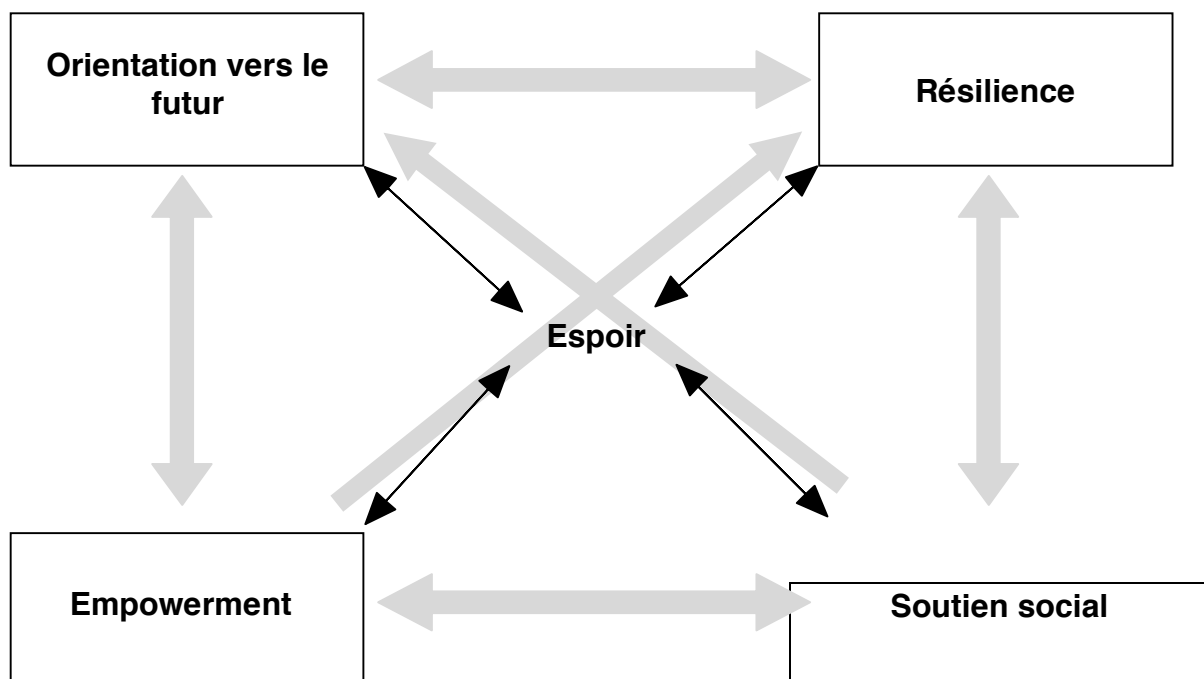 Orientation vers le
futur
Résilience
Espoir
Empowerment
Soutien social